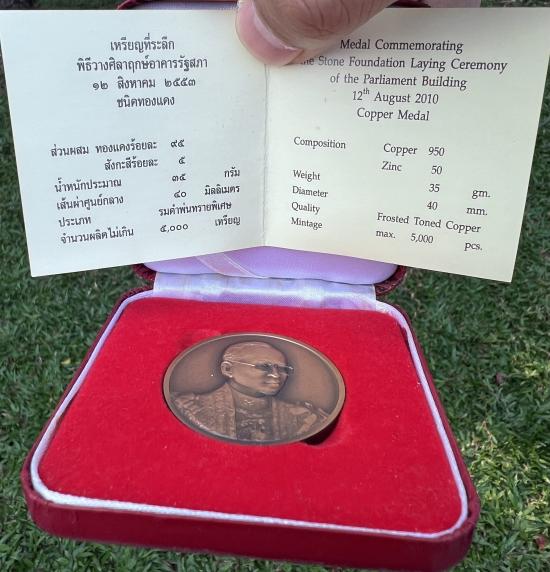 เหรียญที่ระลึก
พิธีวางศิลาฤกษ์อาคารรัฐสภา
๑๒ สิงหาคม ๒๕๕๓
ชนิดทองแดง
ส่วนผสม ทองแดงร้อยละ ๙๕
สังกะสีร้อยละ ๕
น้ำหนักประมาณ ๓๕ กรัม
เส้นผ่าศูนย์กลาง ๔๐ มิลลิเมตร
ประเภท รมดำพ่นทรายพิเศษ
จำนวนผลิตไม่เกิน ๕,๐๐๐ เหรียญ
Medal Commemorating
Stone Foundation Laying Ceremony
of the Parliament Building
12th August 2010
Copper Medal
Composition Copper 950
Zinc 50
Weight 35 gm.
Diameter 40 mm.
Quality Frosted Toned Copper
Mintage max. 5,000 pcs.